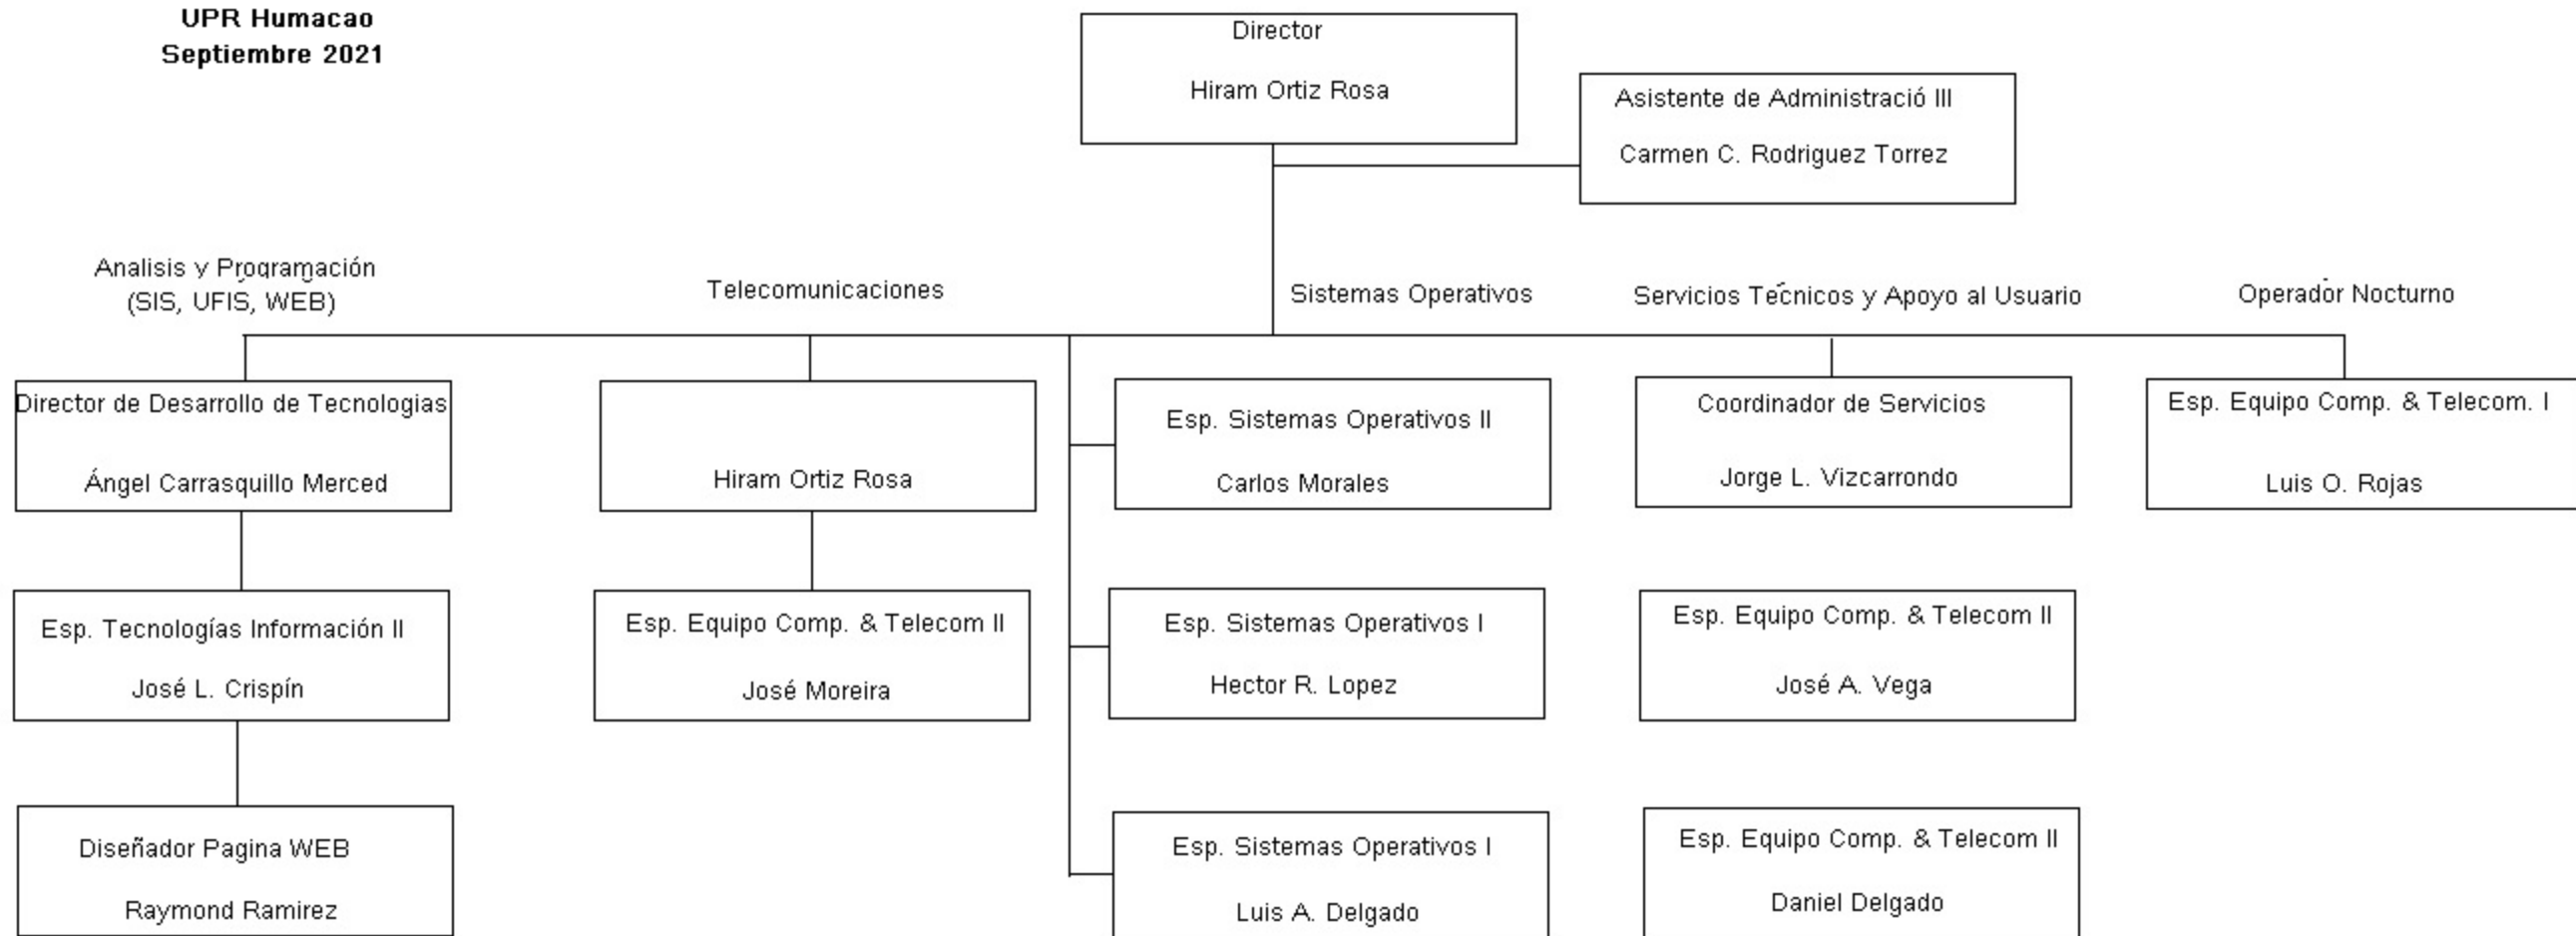 UPR Humacao
Septiembre 2021
Director
Hiram Ortiz Rosa
Asistente de Administració III
Carmen C. Rodriguez Torrez
Analisis y Programación
(SIS, UFIS, WEB)
Telecomunicaciones
Sistemas Operativos
Servicios Técnicos y Apoyo al Usuario
Operador Nocturno
Director de Desarrollo de Tecnologias
Ángel Carrasquillo Merced
Hiram Ortiz Rosa
Esp. Sistemas Operativos II
Carlos Morales
Coordinador de Servicios
Jorge L. Vizcarrondo
Esp. Equipo Comp. & Telecom. I
Luis O. Rojas
Esp. Tecnologías Información II
José L. Crispín
Esp. Equipo Comp. & Telecom II
José Moreira
Esp. Sistemas Operativos I
Hector R. Lopez
Esp. Equipo Comp. & Telecom II
José A. Vega
Diseñador Pagina WEB
Raymond Ramirez
Esp. Sistemas Operativos I
Luis A. Delgado
Esp. Equipo Comp. & Telecom II
Daniel Delgado